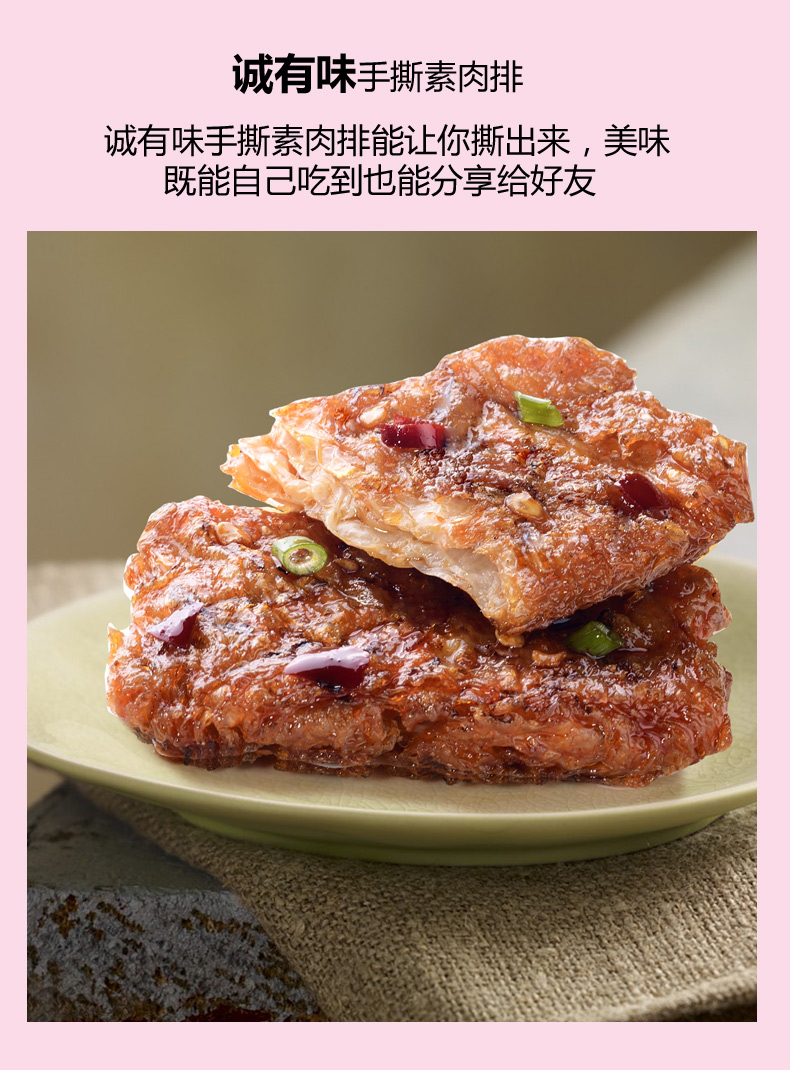 诚有味手撕素肉排
诚有味手撕素肉排能让你撕出来，美味
既能自己吃到也能分享给好友